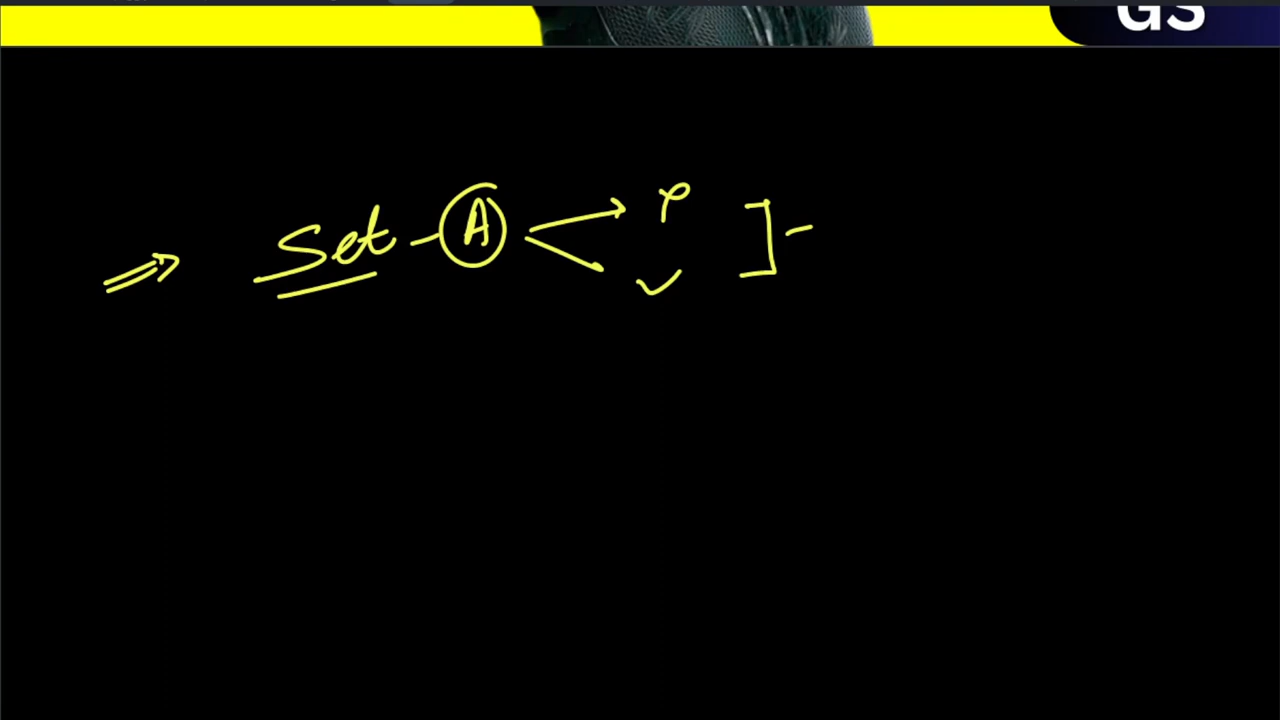 GS
⇒ Set - A P ] -